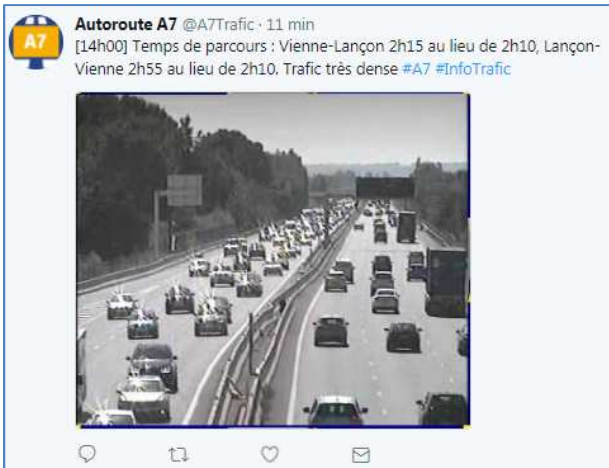 Autoroute A7 @A7Trafic · 11 min
A7
[14h00] Temps de parcours : Vienne-Lançon 2h15 au lieu de 2h10, Lançon-
Vienne 2h55 au lieu de 2h10. Trafic très dense #A7 #InfoTrafic